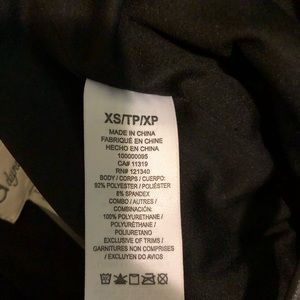 XS/TP/XP
MADE IN CHINA
FABRIQUÉ EN CHINE
HECHO EN CHINA
100000095
CA# 11319
RN# 121340
BODY / CORPS / CUERPO:
92% POLYESTER / POLIÉSTER
8% SPANDEX
COMBO / AUTRES /
COMBINACIÓN:
100% POLYURETHANE /
POLYURÉTHANE /
POLIURETANO
EXCLUSIVE OF TRIMS /
GARNITURES NON COMPRISES
/ EXCLUYEN DO AVIOS